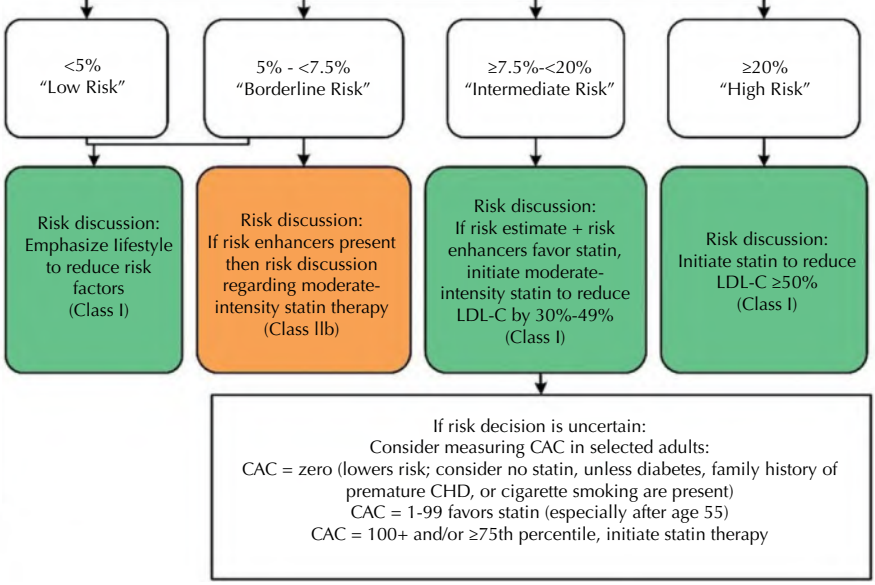 <5%
"Low Risk"
5% - <7.5%
"Borderline Risk"
≥7.5%-<20%
"Intermediate Risk"
≥20%
"High Risk"
Risk discussion:
Emphasize Iifestyle
to reduce risk
factors
(Class I)
Risk discussion:
If risk enhancers present
then risk discussion
regarding moderate-
intensity statin therapy
(Class llb)
Risk discussion:
If risk estimate + risk
enhancers favor statin,
initiate moderate-
intensity statin to reduce
LDL-C by 30%-49%
(Class I)
Risk discussion:
Initiate statin to reduce
LDL-C ≥50%
(Class I)
If risk decision is uncertain:
Consider measuring CAC in selected adults:
CAC = zero (lowers risk; consider no statin, unless diabetes, family history of
premature CHD, or cigarette smoking are present)
CAC = 1-99 favors statin (especially after age 55)
CAC = 100+ and/or ≥75th percentile, initiate statin therapy